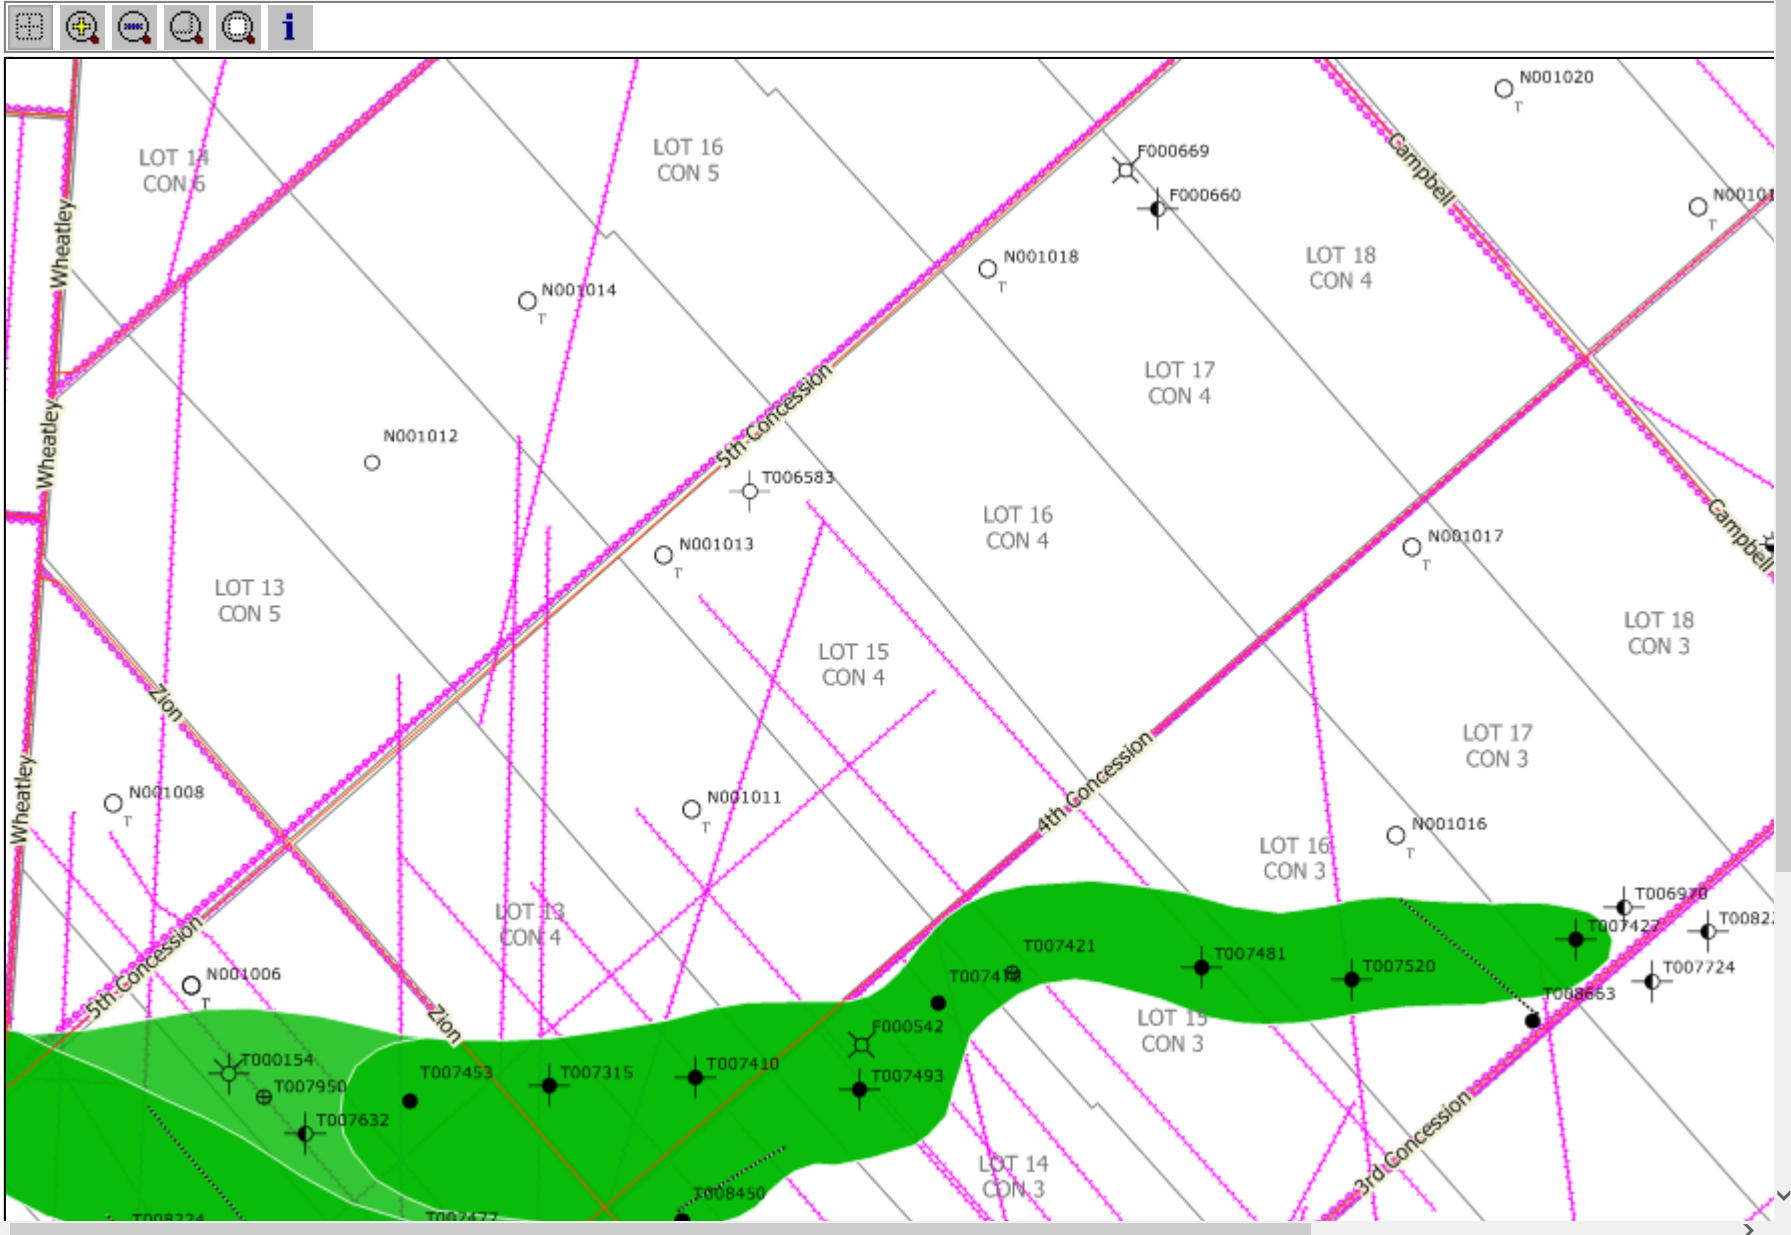 i
N001020
LOT 14
CON 6
LOT 16
CON 5
F000669
Campbell
F000660
Wheatley
N001018
LOT 18
CON 4
N001014
T
T
T
LOT 17
CON 4
5th Concession
Wheatley
N001012
T006583
LOT 16
CON 4
N001013
T
N001017
T
Campbell
LOT 13
CON 5
LOT 15
CON 4
LOT 18
CON 3
Zion
LOT 17
CON 3
Wheatley
N001008
T
N001011
T
4th Concession
N001016
T
LOT 16
CON 3
T006970
LOT 13
CON 4
T007427
5th Concession
T007421
T007481
T007520
T007724
N001006
T
T008663
Zion
F000542
LOT 15
CON 3
T000154
T007950
T007453
T007315
T007410
T007493
T007632
3rd Concession
LOT 14
CON 3
T008450
T008224
T007477